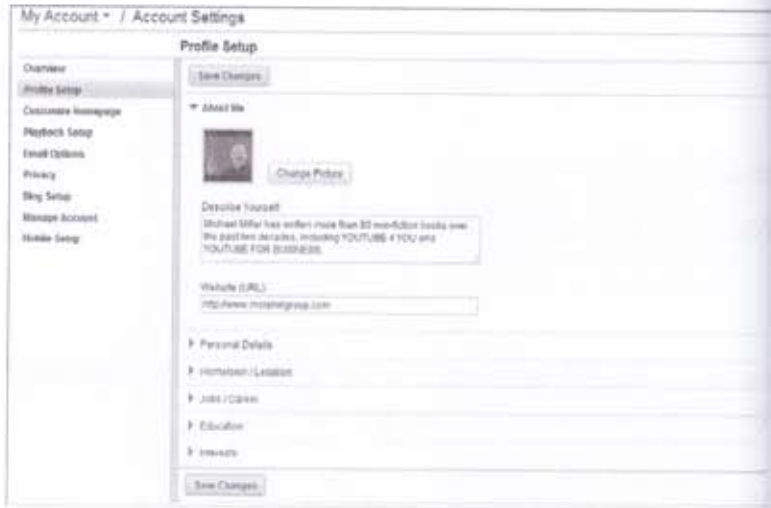 My Account / Account Settings
Profile Setup
Overview
Profile Setup
Customize Homepage
Playback Setup
Email Options
Privacy
Blog Setup
Manage Account
Mobile Setup
Save Changes
About Me
Change Picture
Describe Yourself
Michael Miller has written more than 80 non-fiction books over
the past two decades, including YOUTUBE 4 YOU and
YOUTUBE FOR BUSINESS.
Website (URL)
Personal Details
Hometown / Location
Jobs / Career
Education
Interests
Save Changes